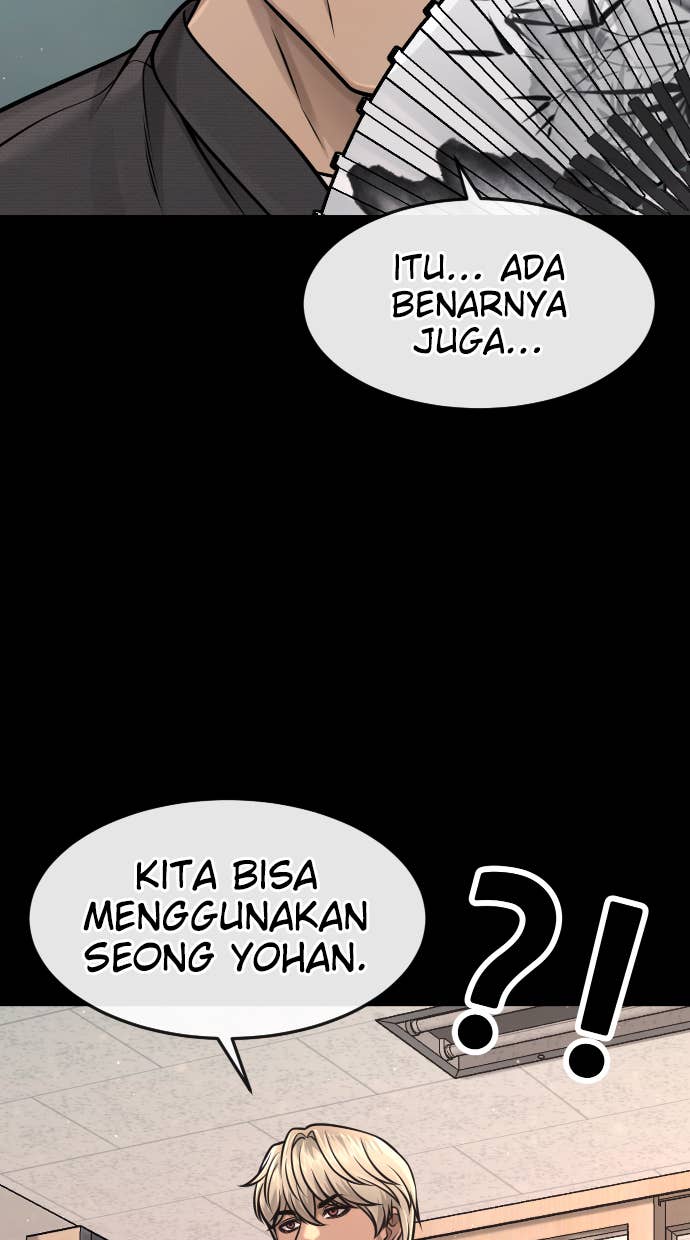 ITU... ADA
BENARNYA
JUGA...
KITA BISA
MENGGUNAKAN
SEONG YOHAN.
?!